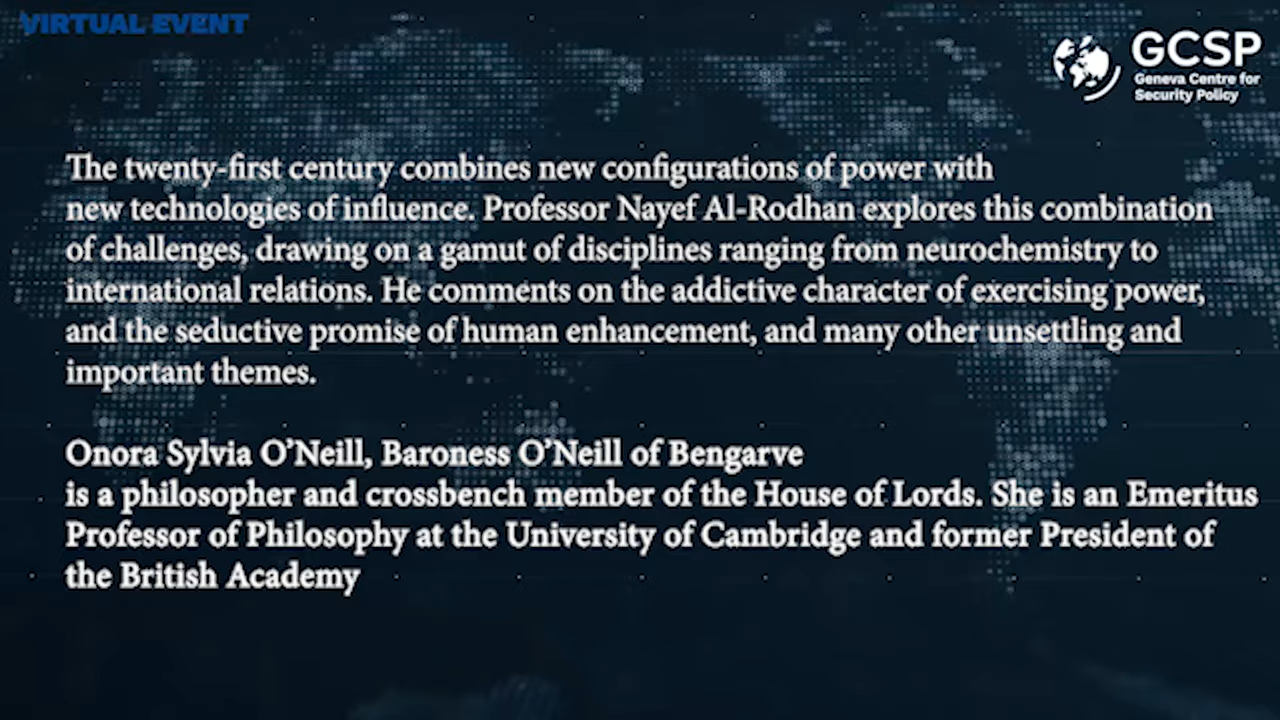 VIRTUAL EVENT
GCSP
Geneva Centre for
Security Policy
The twenty-first century combines new configurations of power with
new technologies of influence. Professor Nayef Al-Rodhan explores this combination
of challenges, drawing on a gamut of disciplines ranging from neurochemistry to
international relations. He comments on the addictive character of exercising power,
and the seductive promise of human enhancement, and many other unsettling and
important themes.
Onora Sylvia O’Neill, Baroness O’Neill of Bengarve
is a philosopher and crossbench member of the House of Lords. She is an Emeritus
Professor of Philosophy at the University of Cambridge and former President of
the British Academy